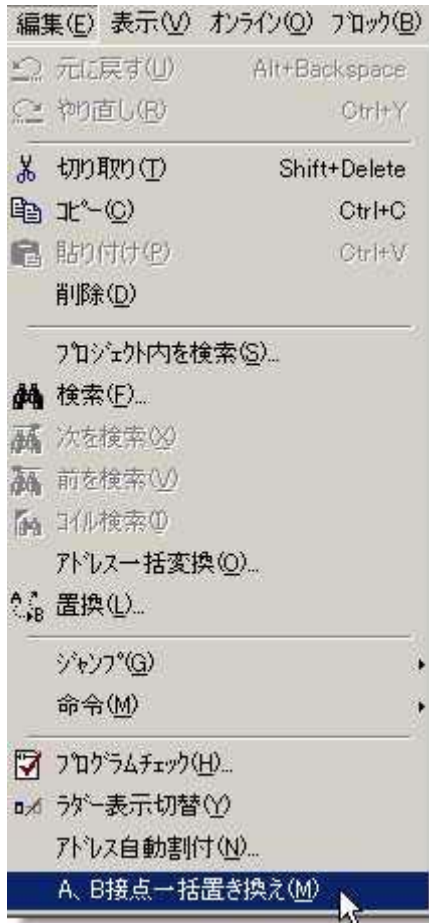 編集(E) 表示(V) オンライン(O) ブロック(B)
元に戻す(U) Alt+Backspace
やり直し(R) Ctrl+Y
切り取り(T) Shift+Delete
コピー(C) Ctrl+C
貼り付け(P) Ctrl+V
削除(D)
プロジェクト内を検索(S)...
検索(F)...
次を検索(X)
前を検索(V)
コイル検索(I)
アドレス一括変換(O)...
置換(L)...
ジャンプ(G)
命令(M)
プログラムチェック(H)...
ラダー表示切替(Y)
アドレス自動割付(N)...
A、B接点一括置き換え(M)